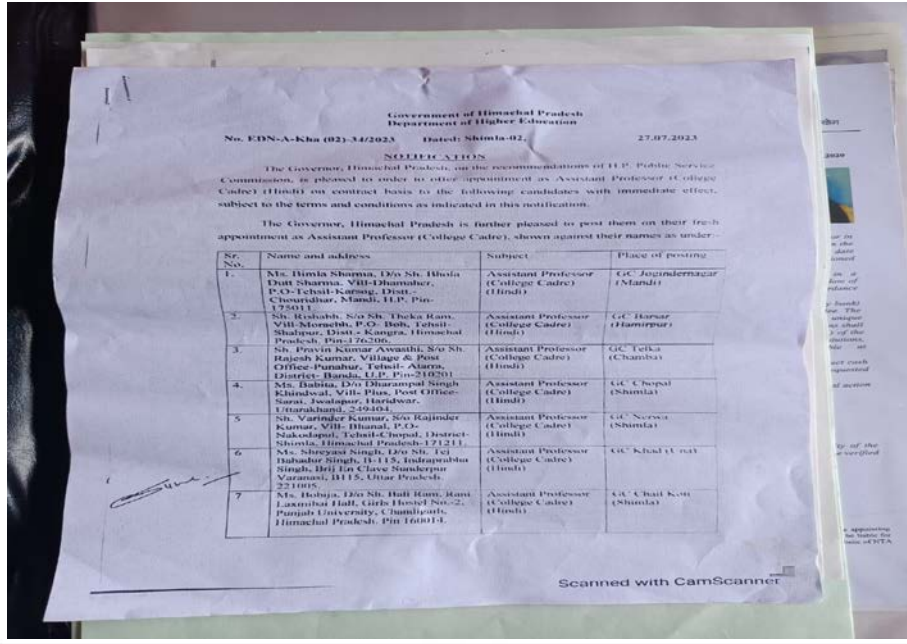 Government of Himachal Pradesh
Department of Higher Education
No. EDN-A-Kha (02)-34/2023 Dated: Shimla-02, 27.07.2023
NOTIFICATION
The Governor, Himachal Pradesh, on the recommendations of H.P. Public Service
Commission, is pleased to order to offer appointment as Assistant Professor (College
Cadre) (Hindi) on contract basis to the following candidates with immediate effect,
subject to the terms and conditions as indicated in this notification.
The Governor, Himachal Pradesh is further pleased to post them on their fresh
appointment as Assistant Professor (College Cadre), shown against their names as under:-
Sr. No. Name and address Subject Place of posting
1. Ms. Bimla Sharma, D/o Sh. Bhola Assistant Professor GC Jogindernagar
Dutt Sharma, Vill-Dhamoher, (College Cadre) (Mandi)
P.O-Tehsil-Karsog, Distt.- (Hindi)
Chouridhar, Mandi, H.P. Pin-
175011.
2. Sh. Rishabh, S/o Sh. Theka Ram, Assistant Professor GC Barsar
Vill-Morachh, P.O- Boh, Tehsil- (College Cadre) (Hamirpur)
Shahpur, Distt.- Kangra, Himachal (Hindi)
Pradesh, Pin-176206.
3. Sh. Pravin Kumar Awasthi, S/o Sh. Assistant Professor GC Telka
Rajesh Kumar, Village & Post (College Cadre) (Chamba)
Office-Punahur, Tehsil- Atarra, (Hindi)
District- Banda, U.P. Pin-210201
4. Ms. Babita, D/o Dharampal Singh Assistant Professor GC Chopal
Khindwal, Vill- Plus, Post Office- (College Cadre) (Shimla)
Sarai, Jwalapur, Haridwar, (Hindi)
Uttarakhand, 249404.
5 Sh. Varinder Kumar, S/o Rajinder Assistant Professor GC Nerwa
Kumar, Vill- Bhanal, P.O- (College Cadre) (Shimla)
Nakodapul, Tehsil-Chopal, District- (Hindi)
Shimla, Himachal Pradesh-171211.
6 Ms. Shreyasi Singh, D/o Sh. Tej Assistant Professor GC Khad (Una)
Bahadur Singh, B-115, Indraprabha (College Cadre)
Singh, Brij En Clave Sunderpur (Hindi)
Varanasi, B115, Uttar Pradesh
221005.
7 Ms. Bobija, D/o Sh. Bali Ram, Rani Assistant Professor GC Chail Koti
Laxmibai Hall, Girls Hostel No.-2, (College Cadre) (Shimla)
Punjab University, Chandigarh, (Hindi)
Himachal Pradesh. Pin 160014.
Scanned with CamScanner
2020